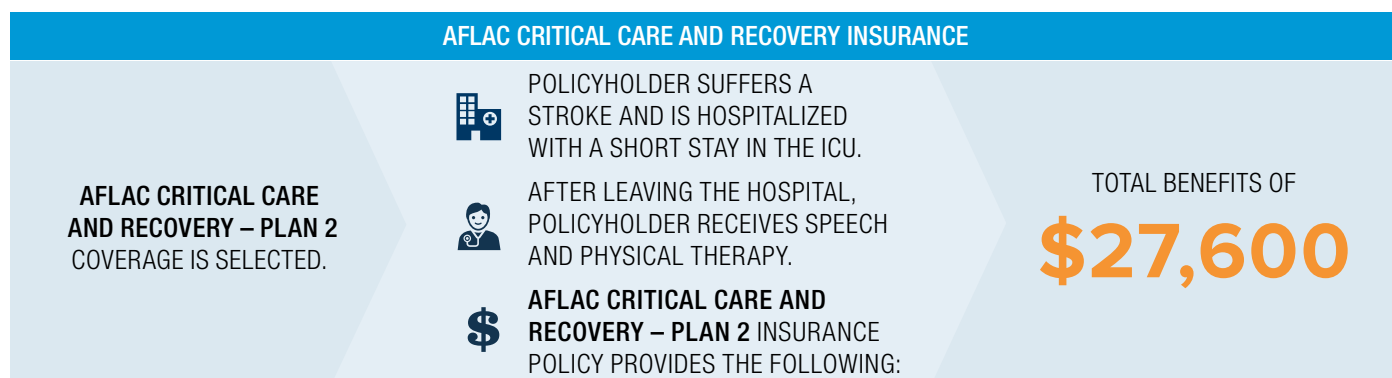 AFLAC CRITICAL CARE AND RECOVERY INSURANCE
AFLAC CRITICAL CARE
AND RECOVERY – PLAN 2
COVERAGE IS SELECTED.
POLICYHOLDER SUFFERS A
STROKE AND IS HOSPITALIZED
WITH A SHORT STAY IN THE ICU.
AFTER LEAVING THE HOSPITAL,
POLICYHOLDER RECEIVES SPEECH
AND PHYSICAL THERAPY.
$
AFLAC CRITICAL CARE AND
RECOVERY – PLAN 2 INSURANCE
POLICY PROVIDES THE FOLLOWING:
TOTAL BENEFITS OF
$27,600